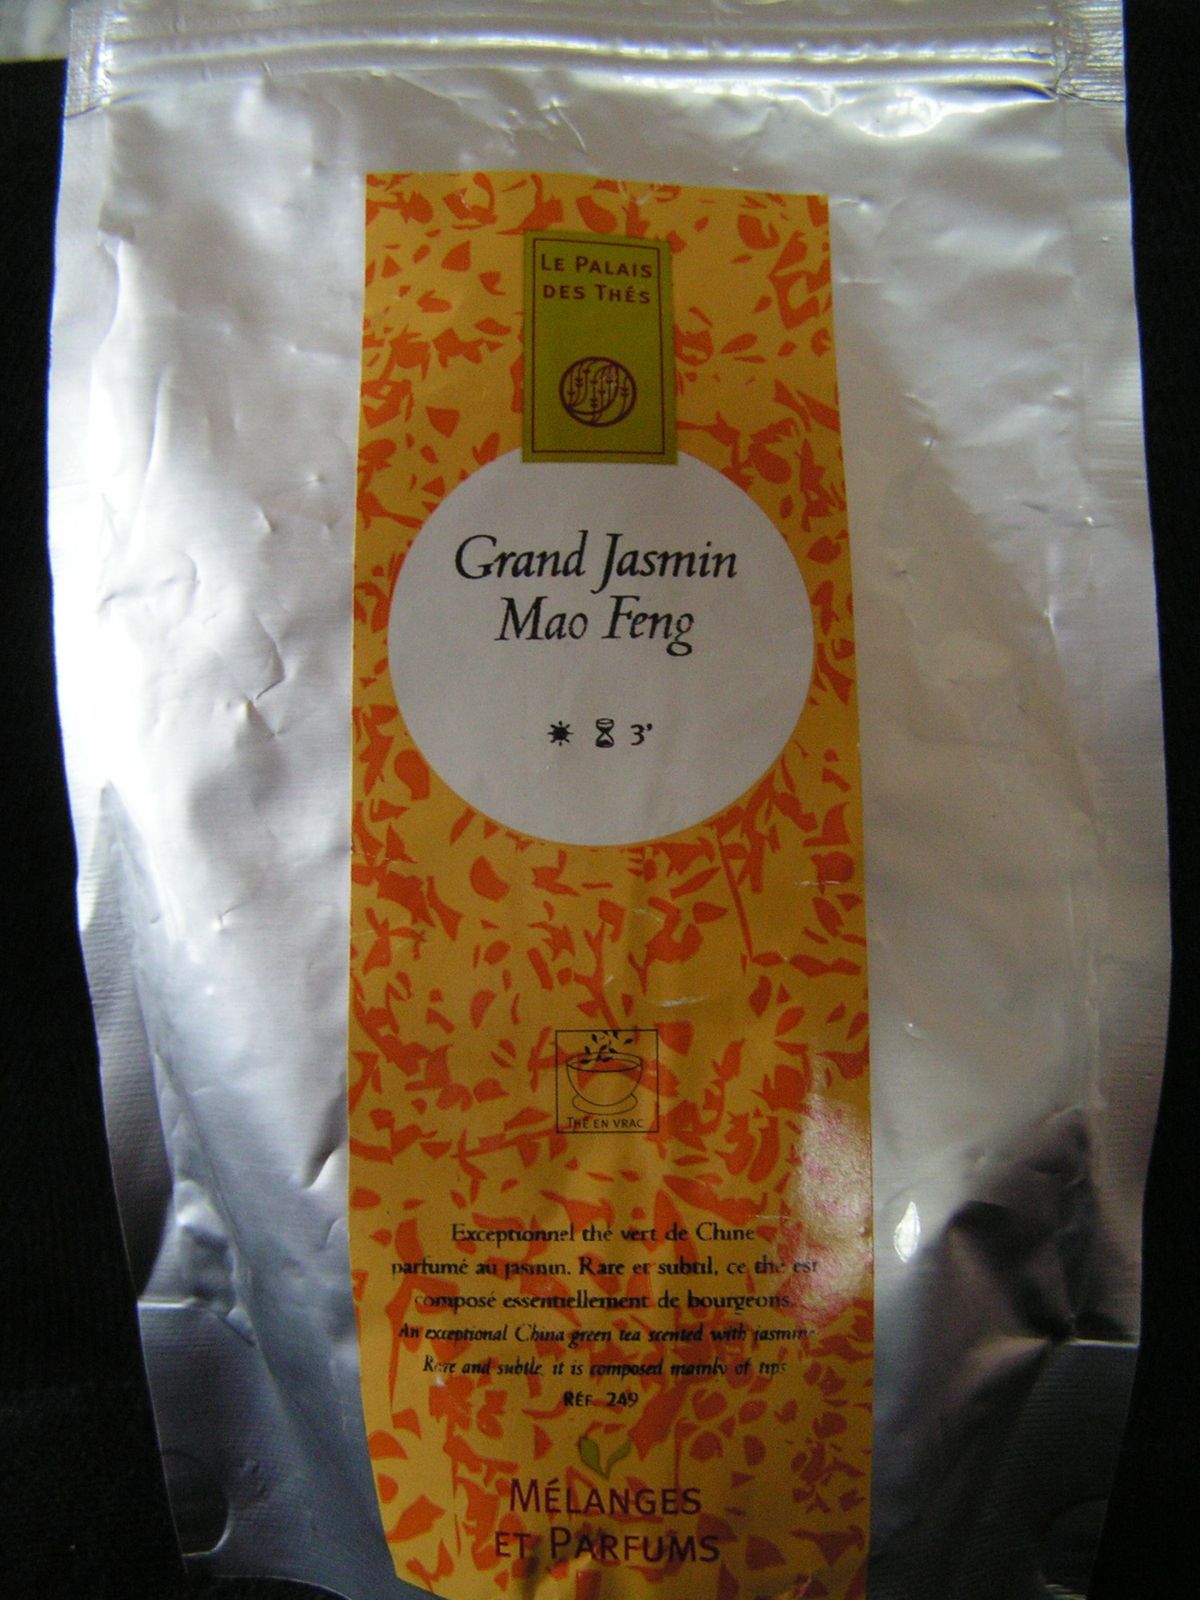 LE PALAIS
DES THÉS
Grand Jasmin
Mao Feng
3'
THÉ EN VRAC
Exceptionnel thé vert de Chine
parfumé au jasmin. Rare et subtil, ce thé est
composé essentiellement de bourgeons.
An exceptional China green tea scented with jasmine
Rare and subtle it is composed mainly of tips
RÉF. 249
MÉLANGES
ET PARFUMS